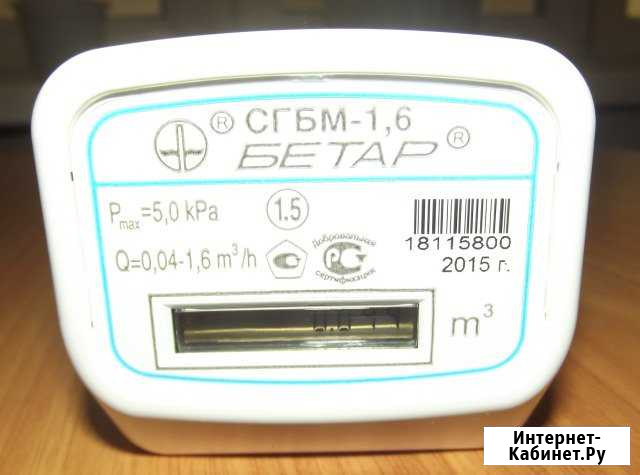 ® СГБМ-1,6
БЕТАР ®
Pmax=5,0 kPa
1.5
18115800
2015 г.
Q=0,04-1,6 m³/h
Добровольная
РС
сертификация
m³
Интернет-
Кабинет.Ру